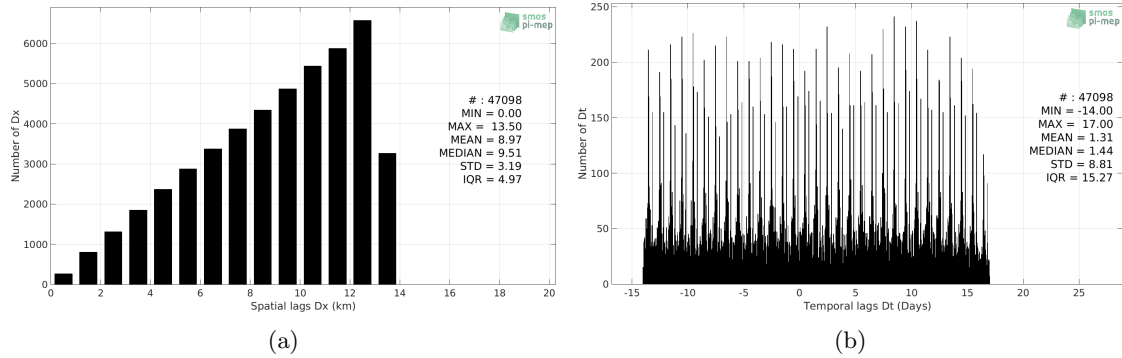 smos
pi-mep
6000
5000
4000
3000
2000
1000
0
Number of Dx
# : 47098
MIN = 0.00
MAX = 13.50
MEAN = 8.97
MEDIAN = 9.51
STD = 3.19
IQR = 4.97
0 2 4 6 8 10 12 14 16 18 20
Spatial lags Dx (km)
(a)
smos
pi-mep
250
200
150
100
50
0
Number of Dt
# : 47098
MIN = -14.00
MAX = 17.00
MEAN = 1.31
MEDIAN = 1.44
STD = 8.81
IQR = 15.27
-15 -10 -5 0 5 10 15 20 25
Temporal lags Dt (Days)
(b)